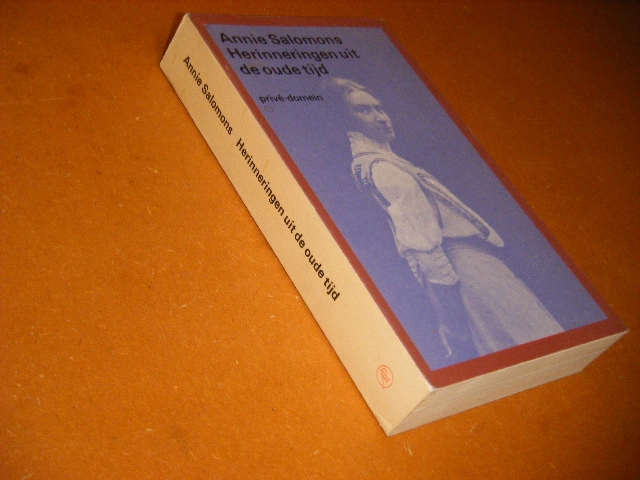 Annie Salomons
Herinneringen uit
de oude tijd
privé-domein
Annie Salomons Herinneringen uit de oude tijd